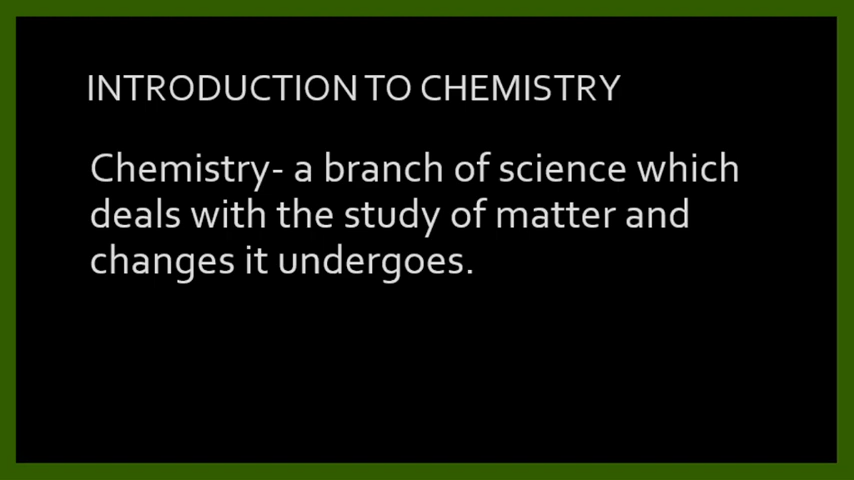 INTRODUCTION TO CHEMISTRY
Chemistry- a branch of science which
deals with the study of matter and
changes it undergoes.